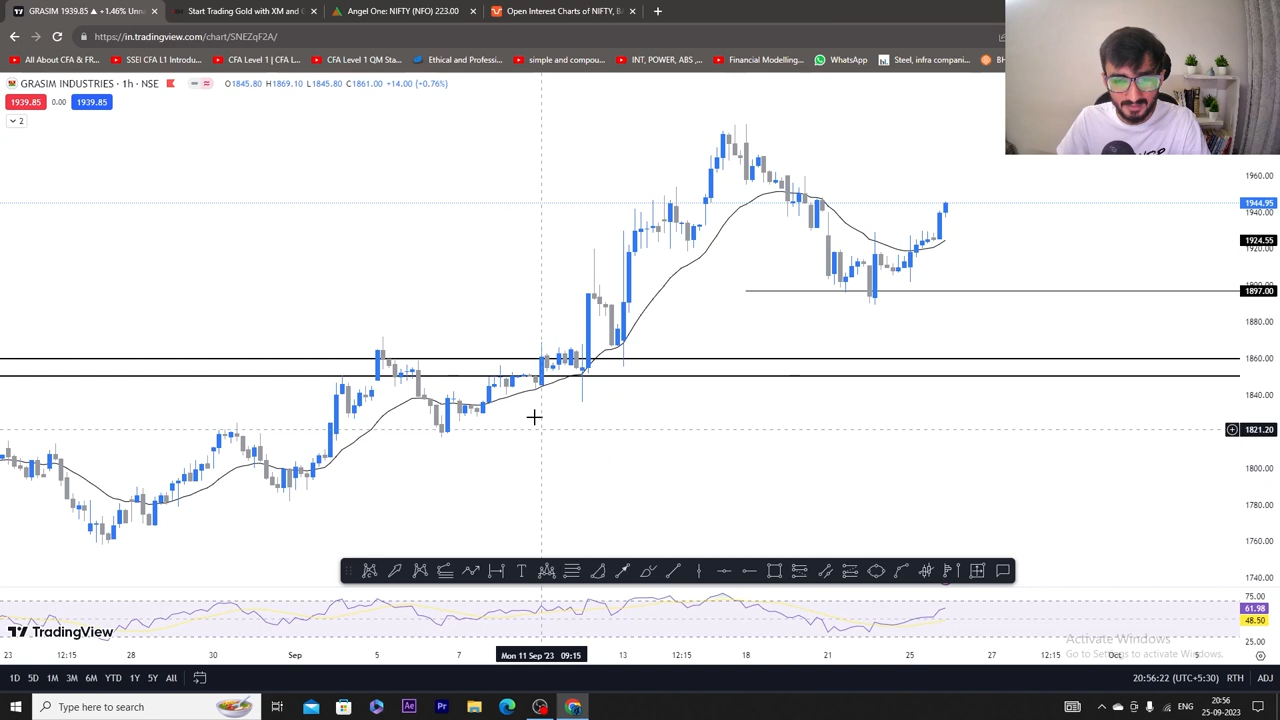 GRASIM 1939.85 ▲ +1.46% Unna
Start Trading Gold with XM and G
Angel One: NIFTY (NFO) 223.00
Open Interest Charts of NIFTY, BA
in.tradingview.com/chart/SNEZqF2A/
All About CFA & FR...
SSEI CFA L1 Introdu...
CFA Level 1 | CFA L...
CFA Level 1 QM Sta...
Ethical and Professi...
simple and compou...
INT, POWER, ABS ,...
Financial Modelling...
WhatsApp
Steel, infra compani...
BH
GRASIM INDUSTRIES · 1h · NSE
O1845.80 H1869.10 L1845.80 C1861.00 +14.00 (+0.76%)
1939.85 0.00 1939.85
2
1960.00
1944.95
1940.00
1924.55
1920.00
1897.00
1880.00
1860.00
1840.00
1821.20
1800.00
1780.00
1760.00
1740.00
75.00
61.98
48.50
25.00
TradingView
Activate Windows
Go to Settings to activate Windows.
23 12:15 28 30 Sep 5 7 Mon 11 Sep '23 09:15 13 12:15 18 21 25 27 12:15 Oct 5
1D 5D 1M 3M 6M YTD 1Y 5Y All
20:56:22 (UTC+5:30) RTH ADJ
Type here to search
Ae
Pr
ENG
20:56
25-09-2023